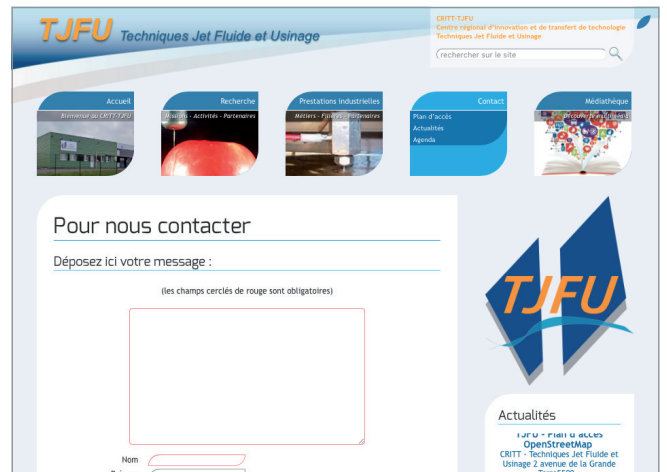 TJFU Techniques Jet Fluide et Usinage
CRITT-TJFU
Centre régional d'innovation et de transfert de technologie
Techniques Jet Fluide et Usinage
rechercher sur le site
Accueil
Bienvenue au CRITT-TJFU
Recherche
Moyens - Activités - Partenaires
Prestations industrielles
Métiers - Filières - Partenaires
Contact
Plan d'accès
Actualités
Agenda
Médiathèque
Découverte multimédia
Pour nous contacter
Déposez ici votre message :
(les champs cerclés de rouge sont obligatoires)
Nom
TJFU
Actualités
TJFU - Plan d'accès
OpenStreetMap
CRITT - Techniques Jet Fluide et
Usinage 2 avenue de la Grande